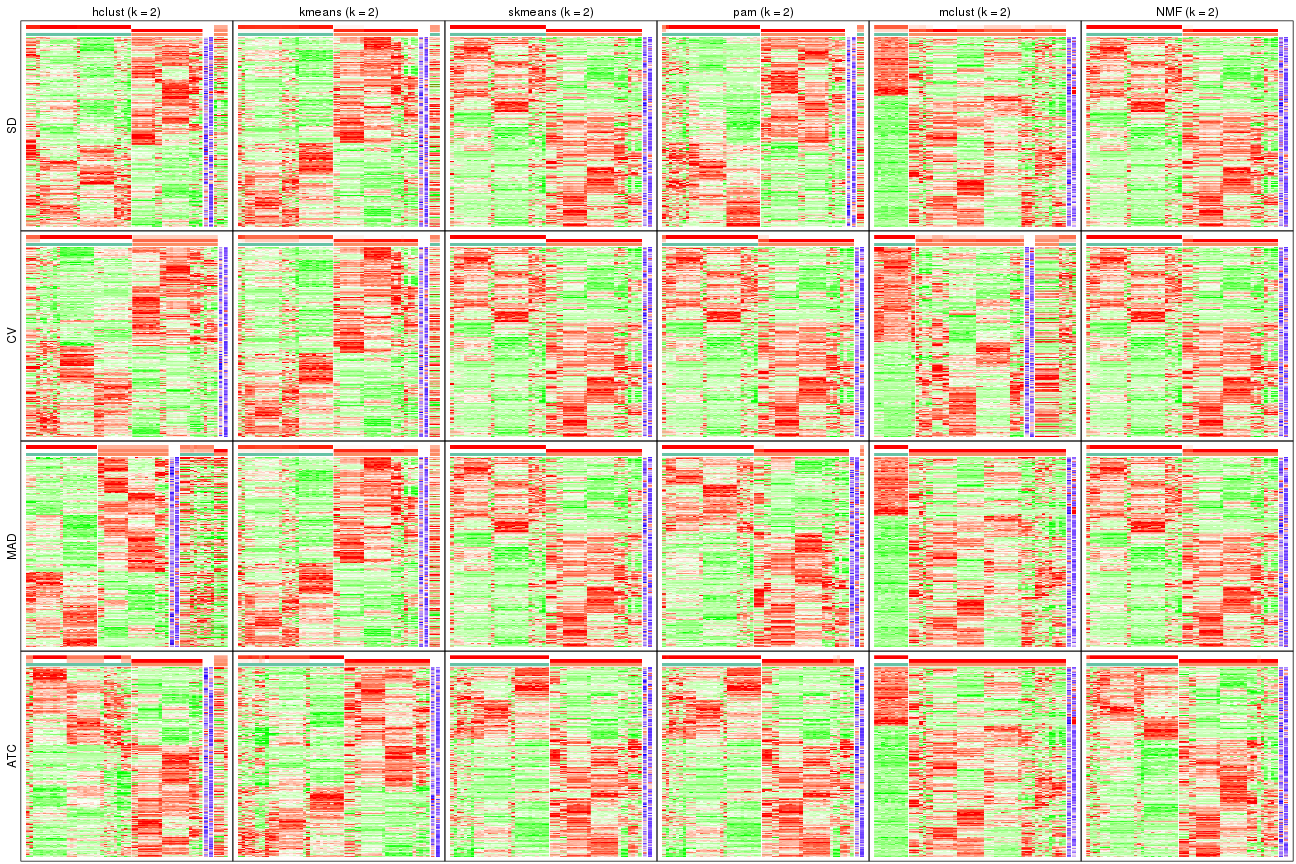 hclust (k = 2) kmeans (k = 2) skmeans (k = 2) pam (k = 2) mclust (k = 2) NMF (k = 2)
SD
CV
MAD
ATC